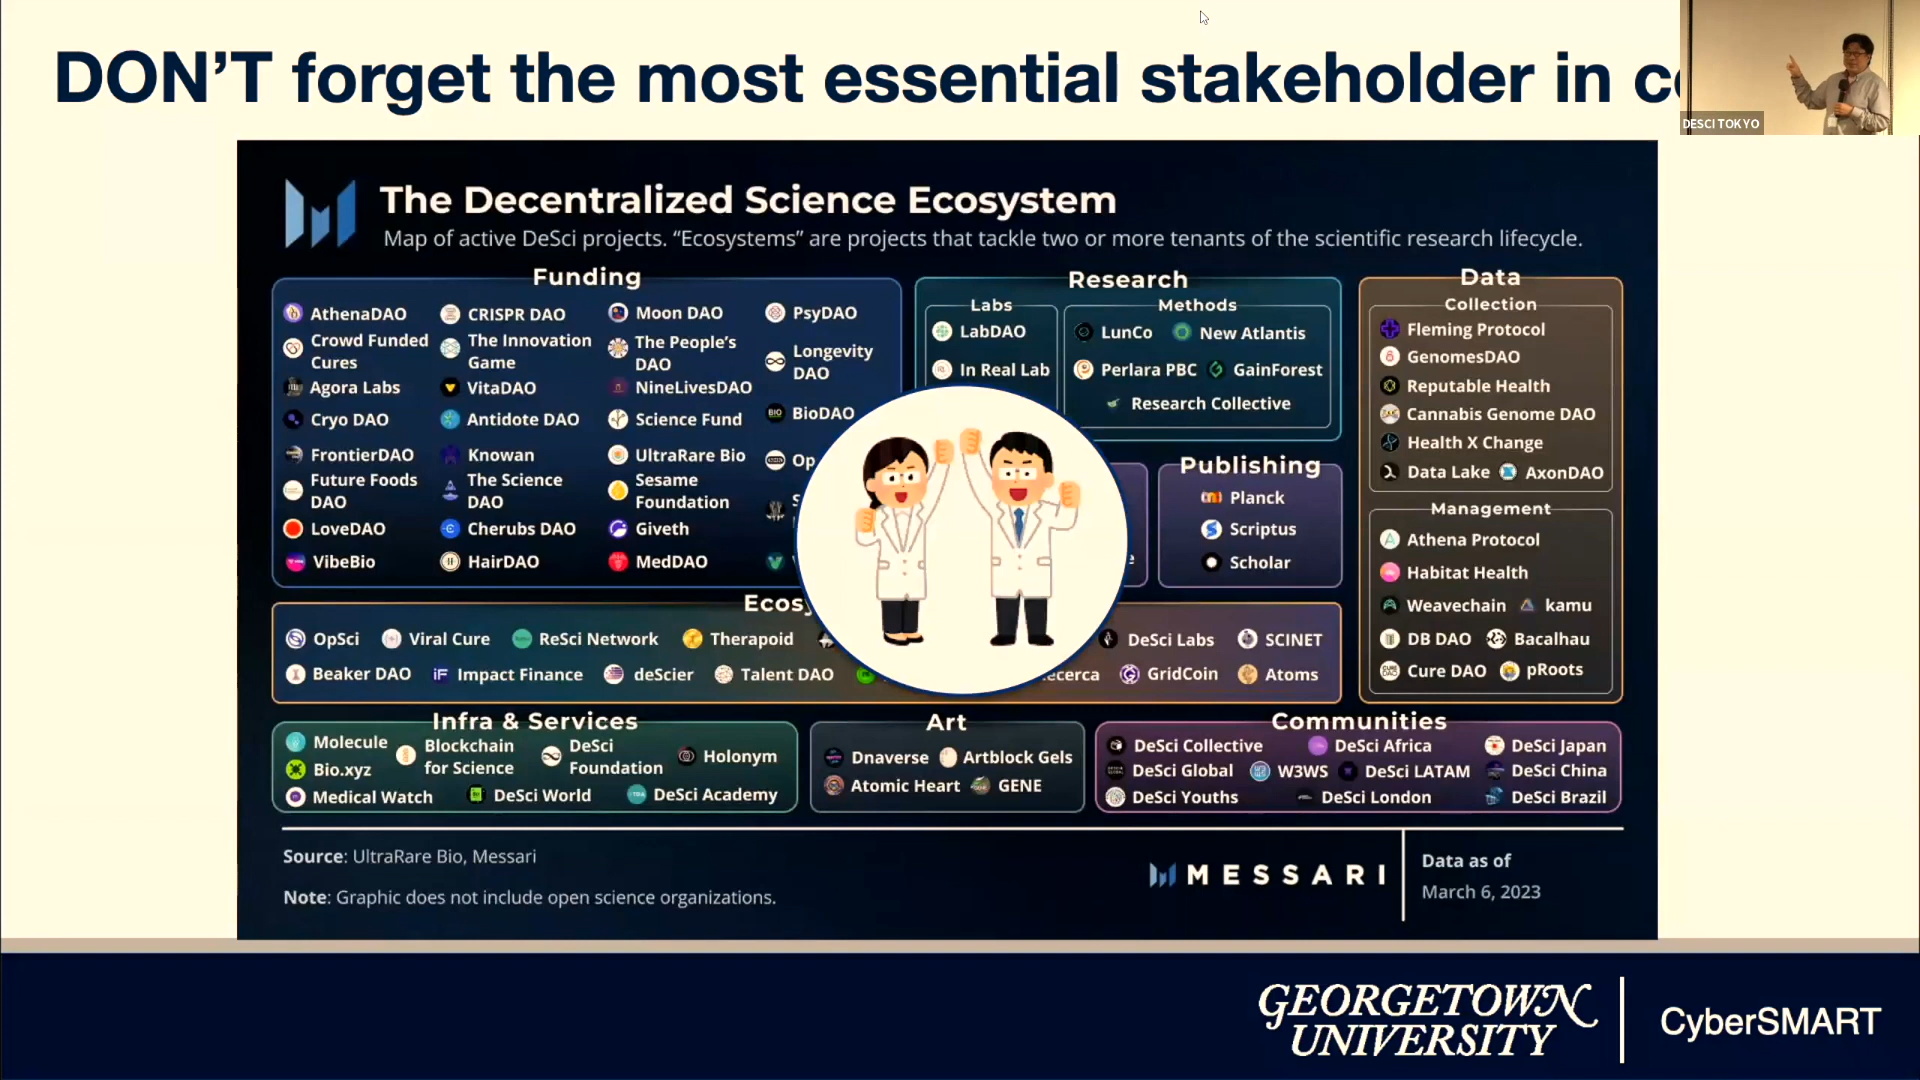 DON'T forget the most essential stakeholder in
DESCI TOKYO
The Decentralized Science Ecosystem
Map of active DeSci projects. “Ecosystems” are projects that tackle two or more tenants of the scientific research lifecycle.
Funding
AthenaDAO
CRISPR DAO
Moon DAO
PsyDAO
Crowd Funded
Cures
The Innovation
Game
The People's
DAO
Longevity
DAO
Agora Labs
VitaDAO
NineLivesDAO
Cryo DAO
Antidote DAO
Science Fund
BioDAO
FrontierDAO
Knowan
UltraRare Bio
Future Foods
DAO
The Science
DAO
Sesame
Foundation
LoveDAO
Cherubs DAO
Giveth
VibeBio
HairDAO
MedDAO
Research
Labs
LabDAO
In Real Lab
Methods
LunCo
New Atlantis
Perlara PBC
GainForest
Research Collective
Publishing
Planck
Scriptus
Scholar
Data
Collection
Fleming Protocol
GenomesDAO
Reputable Health
Cannabis Genome DAO
Health X Change
Data Lake
AxonDAO
Management
Athena Protocol
Habitat Health
Weavechain
kamu
DB DAO
Bacalhau
Cure DAO
pRoots
OpSci
Viral Cure
ReSci Network
Therapoid
DeSci Labs
SCINET
Beaker DAO
Impact Finance
deScier
Talent DAO
GridCoin
Atoms
Infra & Services
Molecule
Blockchain
for Science
DeSci
Foundation
Holonym
Bio.xyz
Medical Watch
DeSci World
DeSci Academy
Art
Dnaverse
Artblock Gels
Atomic Heart
GENE
Communities
DeSci Collective
DeSci Africa
DeSci Japan
DeSci Global
W3WS
DeSci LATAM
DeSci China
DeSci Youths
DeSci London
DeSci Brazil
Source: UltraRare Bio, Messari
Note: Graphic does not include open science organizations.
MESSARI
Data as of
March 6, 2023
GEORGETOWN
UNIVERSITY
CyberSMART